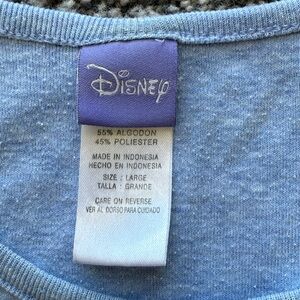 Disney
55% ALGODON
45% POLIESTER
MADE IN INDONESIA
HECHO EN INDONESIA
SIZE : LARGE
TALLA : GRANDE
CARE ON REVERSE
VER AL DORSO PARA CUIDADO